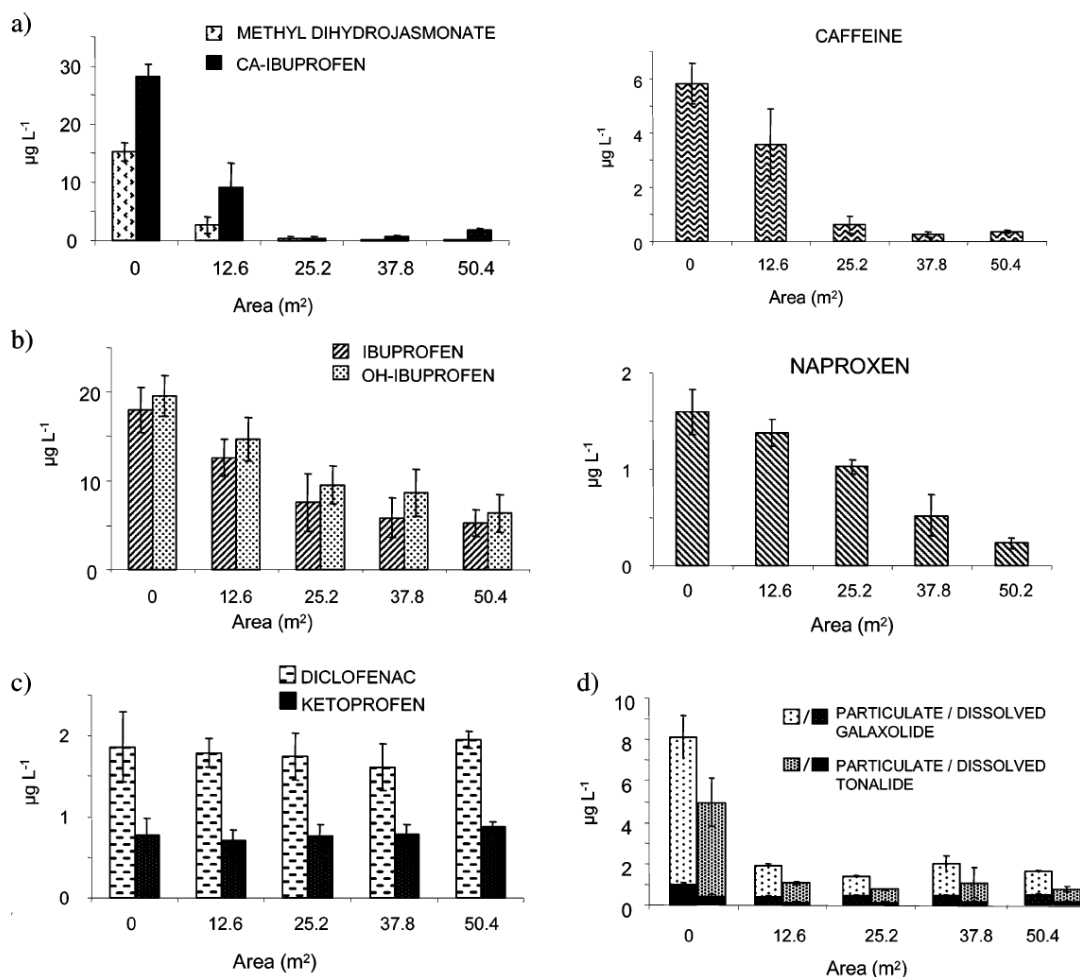 a)
METHYL DIHYDROJASMONATE
CA-IBUPROFEN
30
20
10
0
µg L-1
0 12.6 25.2 37.8 50.4
Area (m²)
CAFFEINE
6
4
2
0
µg L-1
0 12.6 25.2 37.8 50.4
Area (m²)
b)
IBUPROFEN
OH-IBUPROFEN
20
10
0
µg L-1
0 12.6 25.2 37.8 50.4
Area (m²)
NAPROXEN
2
1
0
µg L-1
0 12.6 25.2 37.8 50.2
Area (m²)
c)
DICLOFENAC
KETOPROFEN
2
1
0
µg L-1
0 12.6 25.2 37.8 50.4
Area (m²)
d)
/ PARTICULATE / DISSOLVED
GALAXOLIDE
/ PARTICULATE / DISSOLVED
TONALIDE
10
8
6
4
2
0
µg L-1
0 12.6 25.2 37.8 50.4
Area (m²)